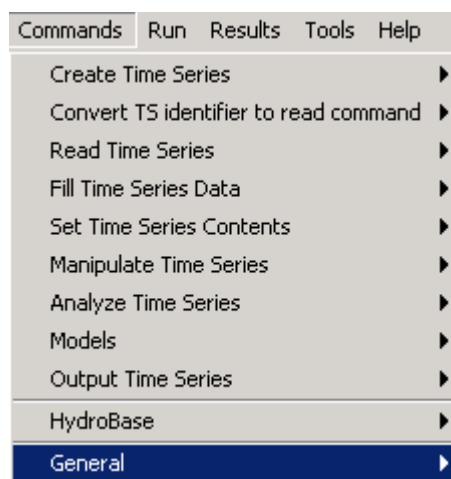 Commands Run Results Tools Help
Create Time Series
Convert TS identifier to read command
Read Time Series
Fill Time Series Data
Set Time Series Contents
Manipulate Time Series
Analyze Time Series
Models
Output Time Series
HydroBase
General